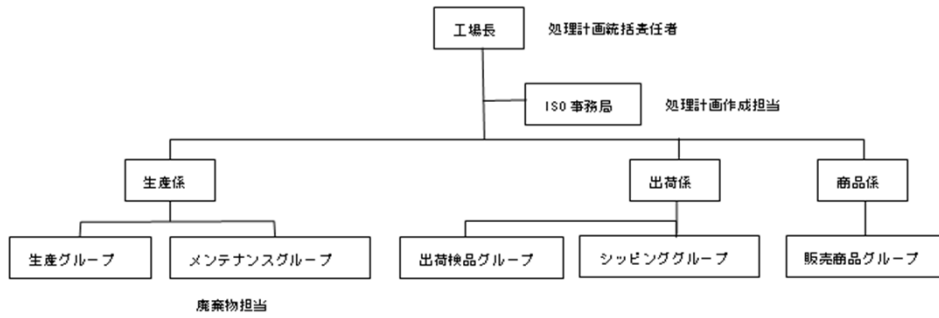 工場長
処理計画統括責任者
ISO事務局
処理計画作成担当
生産係
出荷係
商品係
生産グループ
メンテナンスグループ
出荷検品グループ
シッピンググループ
販売商品グループ
廃棄物担当